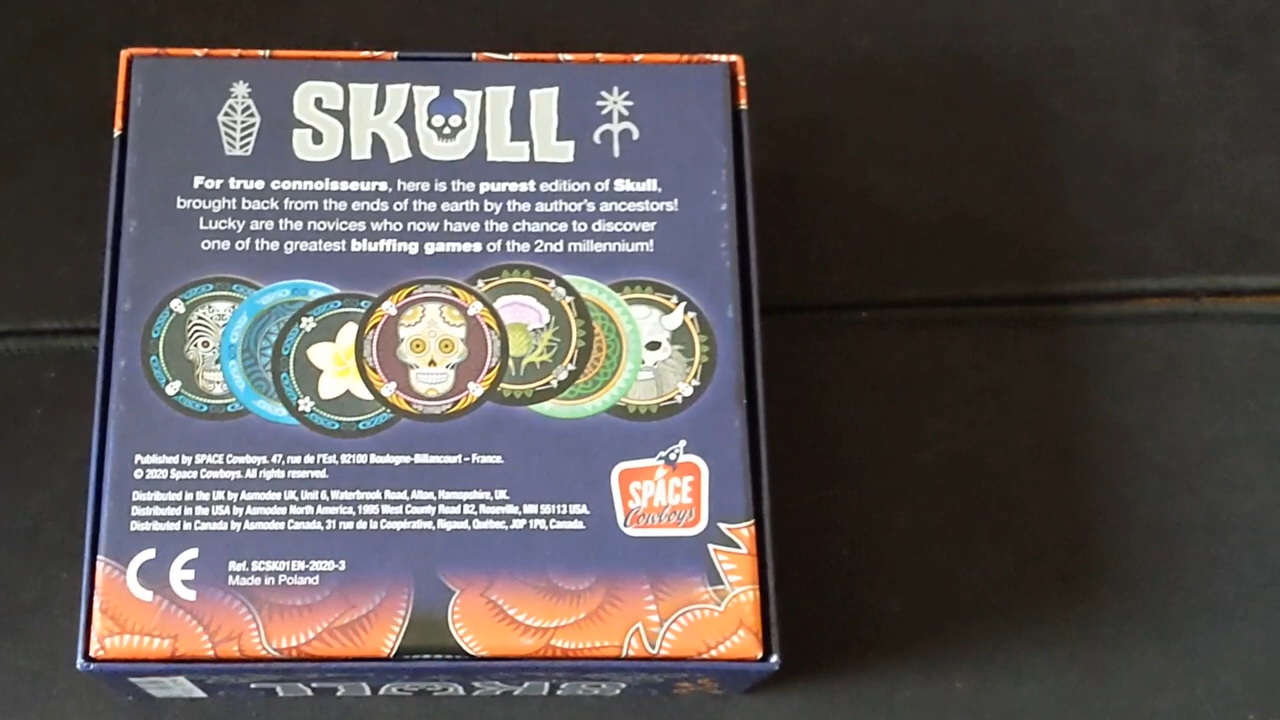 SKULL
For true connoisseurs, here is the purest edition of Skull,
brought back from the ends of the earth by the author's ancestors!
Lucky are the novices who now have the chance to discover
one of the greatest bluffing games of the 2nd millennium!
Published by SPACE Cowboys. 47, rue de l'Est, 92100 Boulogne-Billancourt – France.
© 2020 Space Cowboys. All rights reserved.
Distributed in the UK by Asmodee UK, Unit 6, Waterbrook Road, Alton, Hamspshire, UK.
Distributed in the USA by Asmodee North America, 1995 West County Road B2, Roseville, MN 55113 USA.
Distributed in Canada by Asmodee Canada, 31 rue de la Coopérative, Rigaud, Québec, J0P 1P0, Canada.
SPACE
Cowboys
CE
Ref. SCSK01EN-2020-3
Made in Poland
SKULL